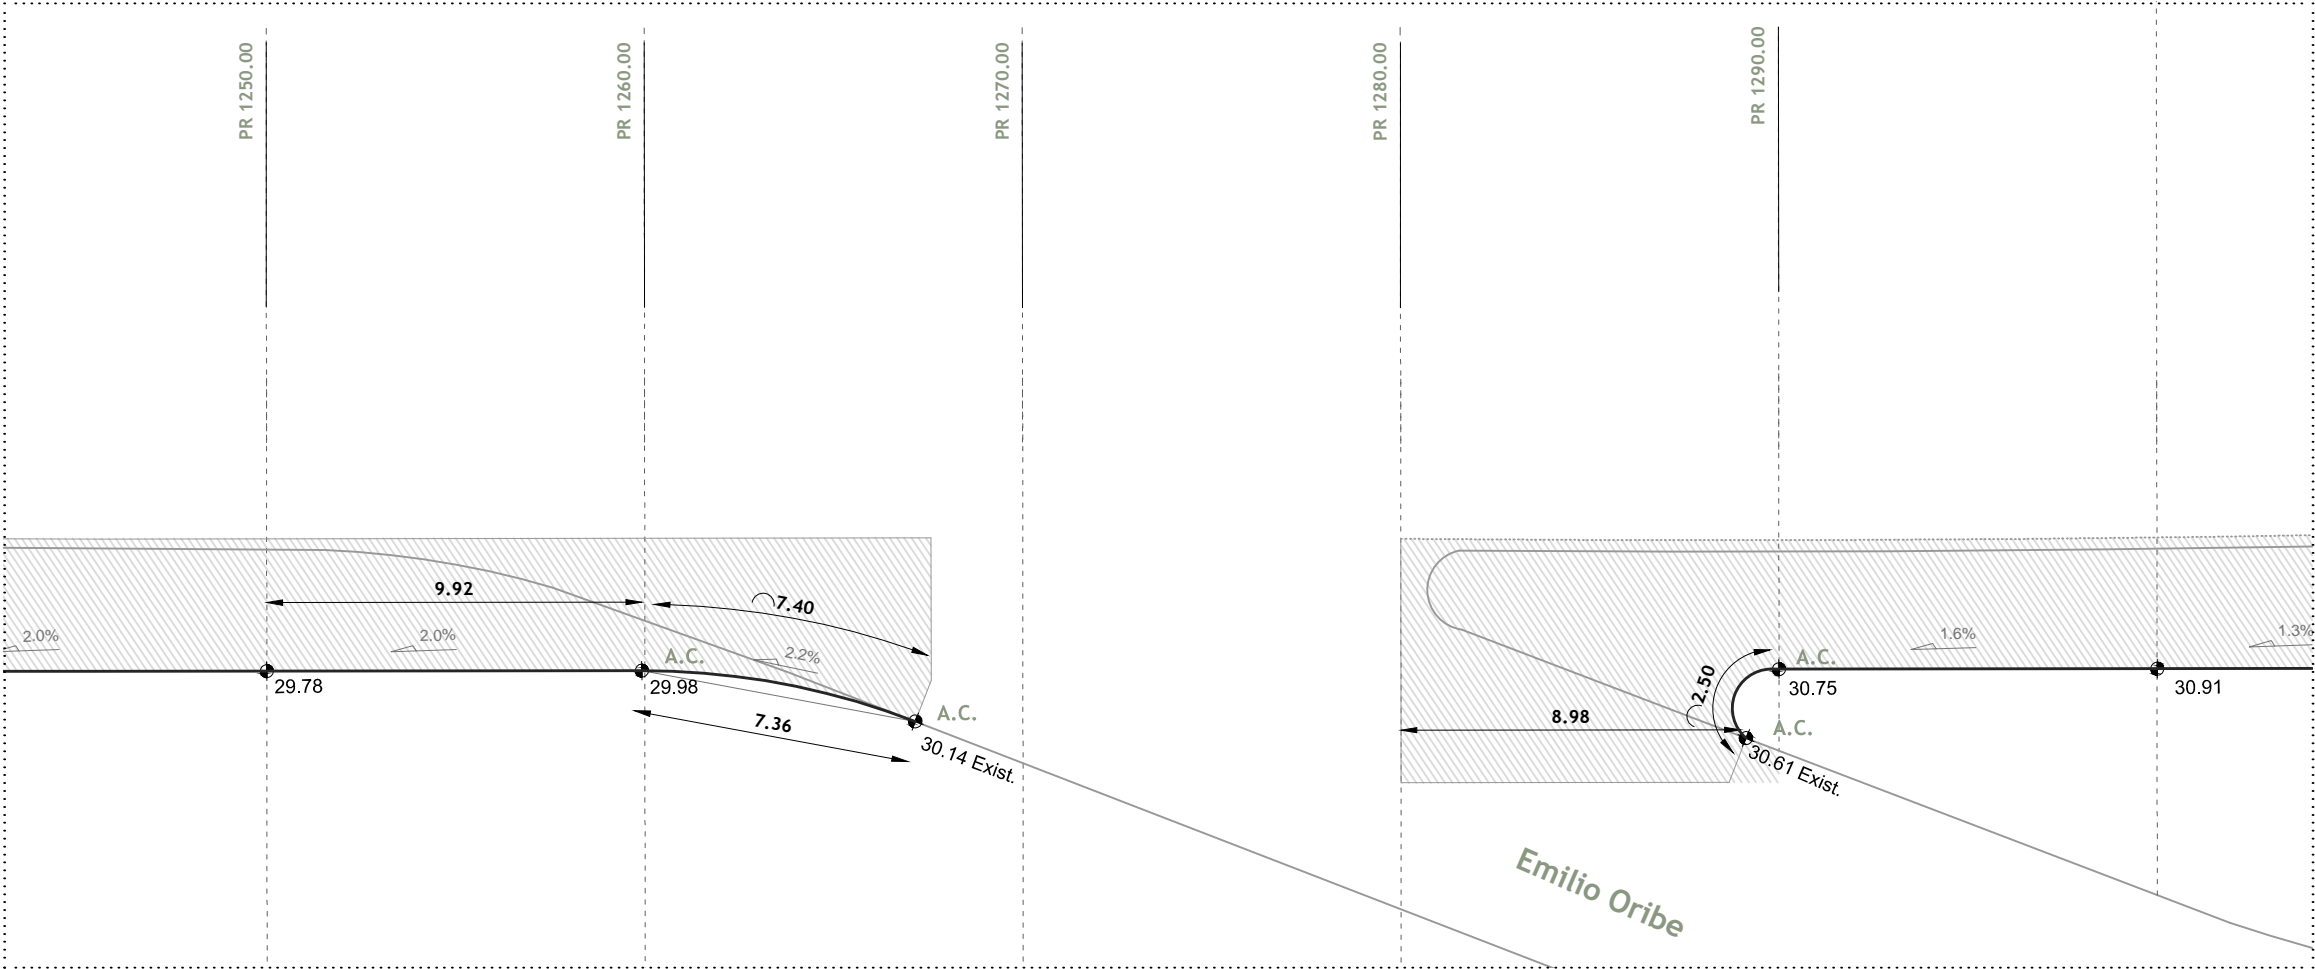 PR 1250.00
PR 1260.00
PR 1270.00
PR 1280.00
PR 1290.00
9.92
7.40
2.0%
2.0%
A.C.
2.2%
29.78
29.98
7.36
A.C.
30.14 Exist.
2.50
A.C.
1.6%
1.3%
30.75
30.91
8.98
A.C.
30.61 Exist.
Emilio Oribe